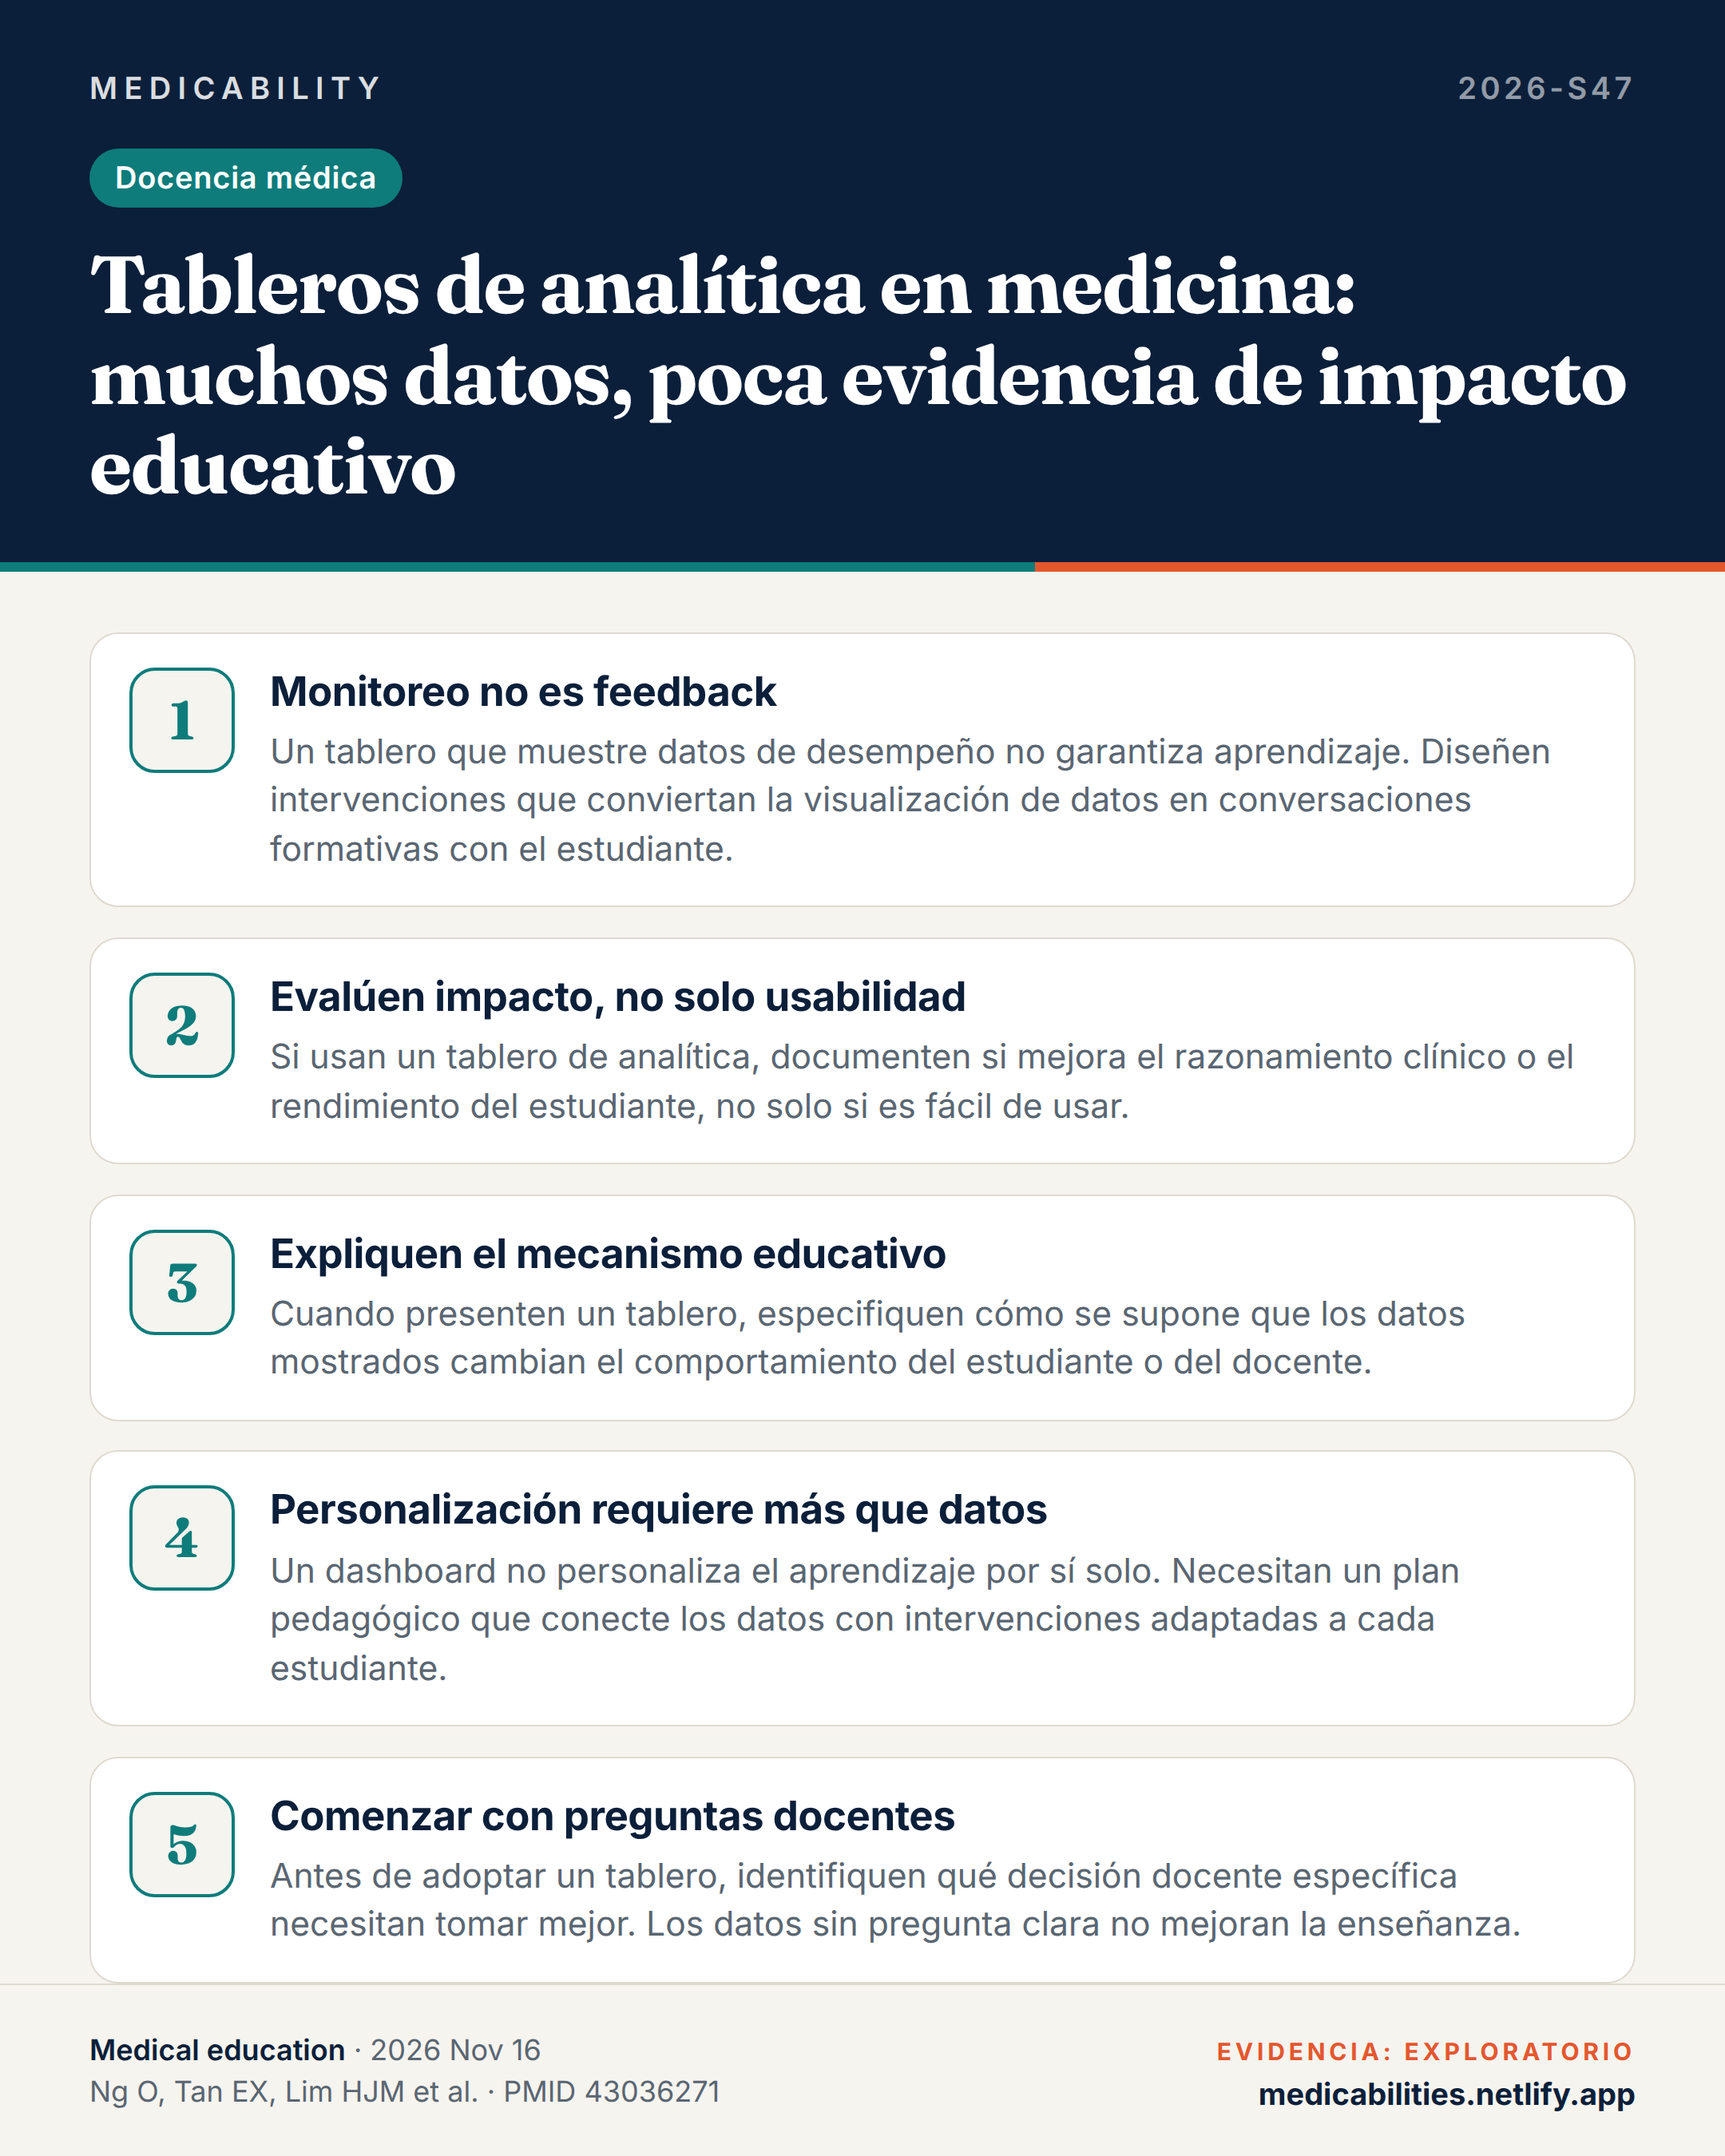 MEDICABILITY
2026-S47
Docencia médica
Tableros de analítica en medicina:
muchos datos, poca evidencia de impacto
educativo
1
Monitoreo no es feedback
Un tablero que muestre datos de desempeño no garantiza aprendizaje. Diseñen
intervenciones que conviertan la visualización de datos en conversaciones
formativas con el estudiante.
2
Evalúen impacto, no solo usabilidad
Si usan un tablero de analítica, documenten si mejora el razonamiento clínico o el
rendimiento del estudiante, no solo si es fácil de usar.
3
Expliquen el mecanismo educativo
Cuando presenten un tablero, especifiquen cómo se supone que los datos
mostrados cambian el comportamiento del estudiante o del docente.
4
Personalización requiere más que datos
Un dashboard no personaliza el aprendizaje por sí solo. Necesitan un plan
pedagógico que conecte los datos con intervenciones adaptadas a cada
estudiante.
5
Comenzar con preguntas docentes
Antes de adoptar un tablero, identifiquen qué decisión docente específica
necesitan tomar mejor. Los datos sin pregunta clara no mejoran la enseñanza.
Medical education · 2026 Nov 16
Ng O, Tan EX, Lim HJM et al. · PMID 43036271
EVIDENCIA: EXPLORATORIO
medicabilities.netlify.app